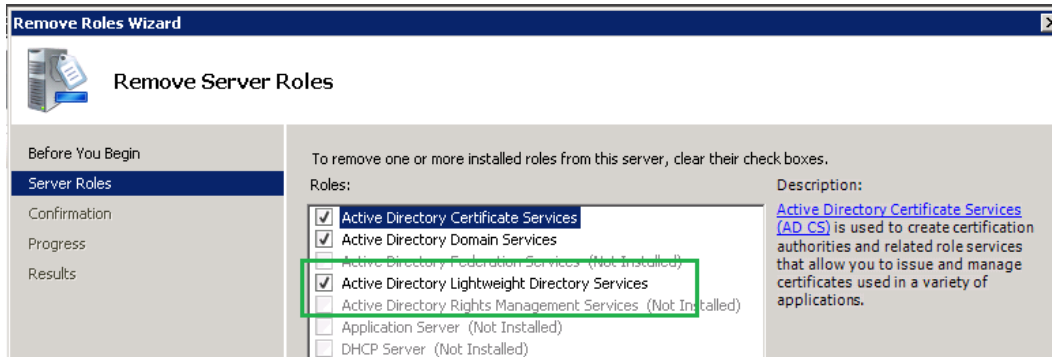 Remove Roles Wizard
Remove Server Roles
Before You Begin
Server Roles
Confirmation
Progress
Results
To remove one or more installed roles from this server, clear their check boxes.
Roles:
Active Directory Certificate Services
Active Directory Domain Services
Active Directory Federation Services (Not Installed)
Active Directory Lightweight Directory Services
Active Directory Rights Management Services (Not Installed)
Application Server (Not Installed)
DHCP Server (Not Installed)
Description:
Active Directory Certificate Services
(AD CS) is used to create certification
authorities and related role services
that allow you to issue and manage
certificates used in a variety of
applications.